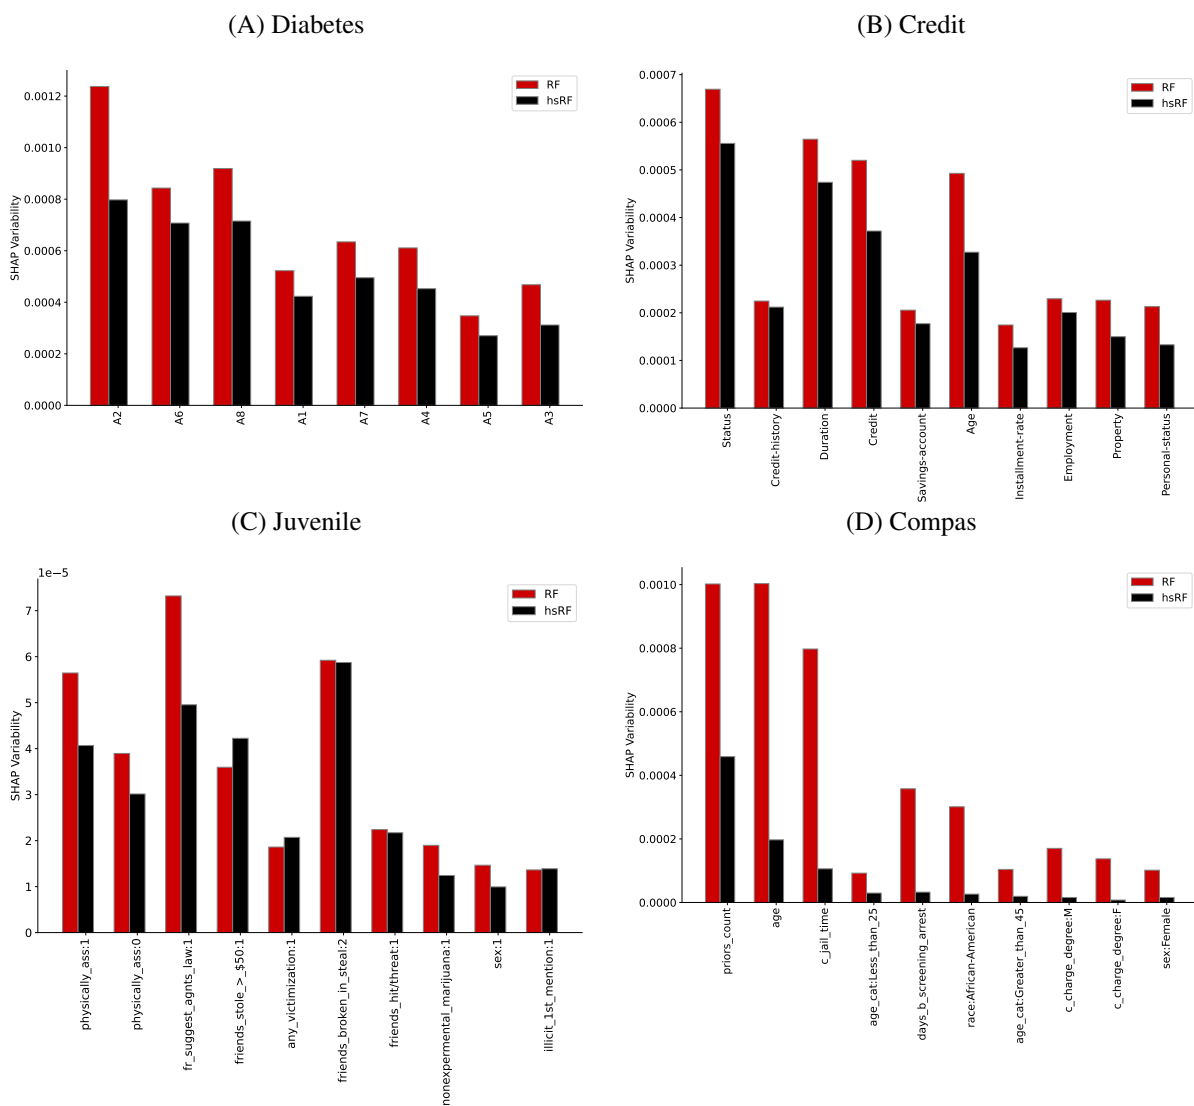 (A) Diabetes
SHAP Variability
0.0012
0.0010
0.0008
0.0006
0.0004
0.0002
0.0000
RF
hsRF
A2
A6
A8
A1
A7
A4
A5
A3
(B) Credit
SHAP Variability
0.0007
0.0006
0.0005
0.0004
0.0003
0.0002
0.0001
0.0000
RF
hsRF
Status
Credit-history
Duration
Credit
Savings-account
Age
Installment-rate
Employment
Property
Personal-status
(C) Juvenile
1e−5
SHAP Variability
7
6
5
4
3
2
1
0
RF
hsRF
physically_ass:1
physically_ass:0
fr_suggest_agnts_law:1
friends_stole_>_$50:1
any_victimization:1
friends_broken_in_steal:2
friends_hit/threat:1
nonexpermental_marijuana:1
sex:1
illicit_1st_mention:1
(D) Compas
SHAP Variability
0.0010
0.0008
0.0006
0.0004
0.0002
0.0000
RF
hsRF
priors_count
age
c_jail_time
age_cat:Less_than_25
days_b_screening_arrest
race:African-American
age_cat:Greater_than_45
c_charge_degree:M
c_charge_degree:F
sex:Female